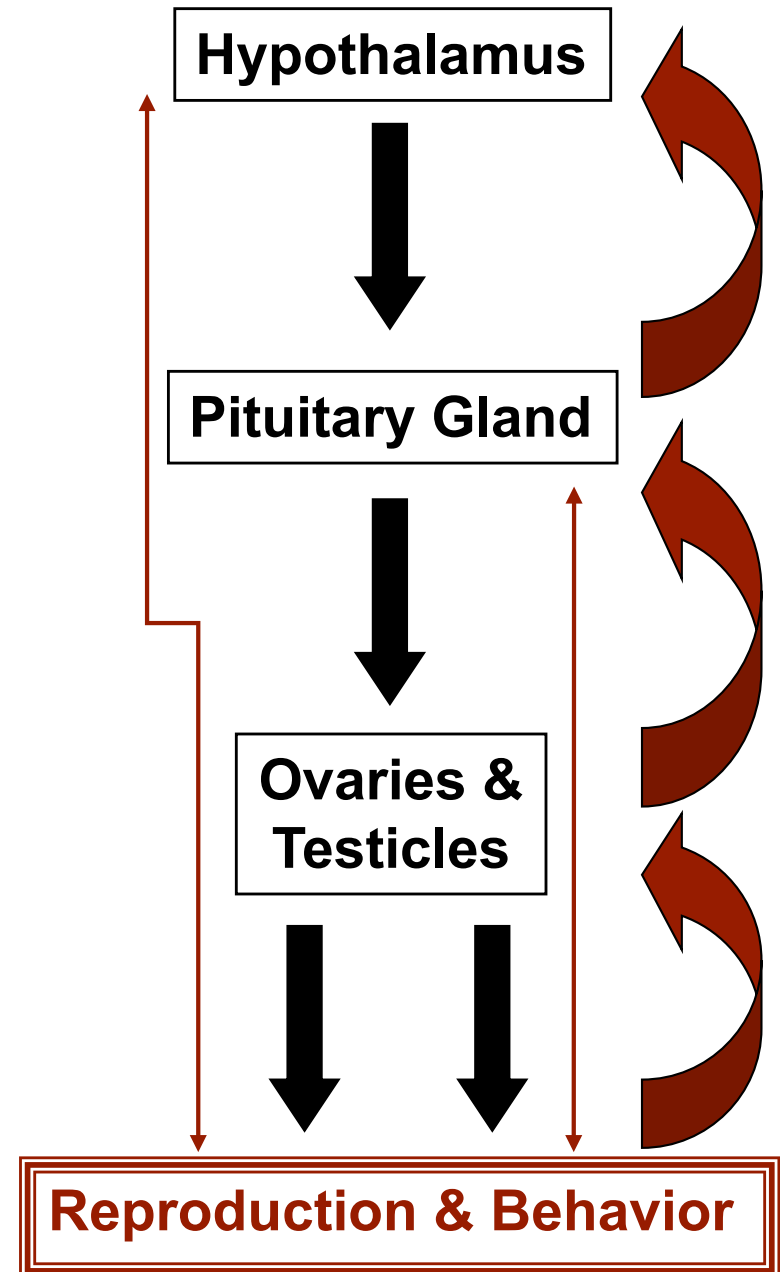 Hypothalamus
Pituitary Gland
Ovaries &
Testicles
Reproduction & Behavior